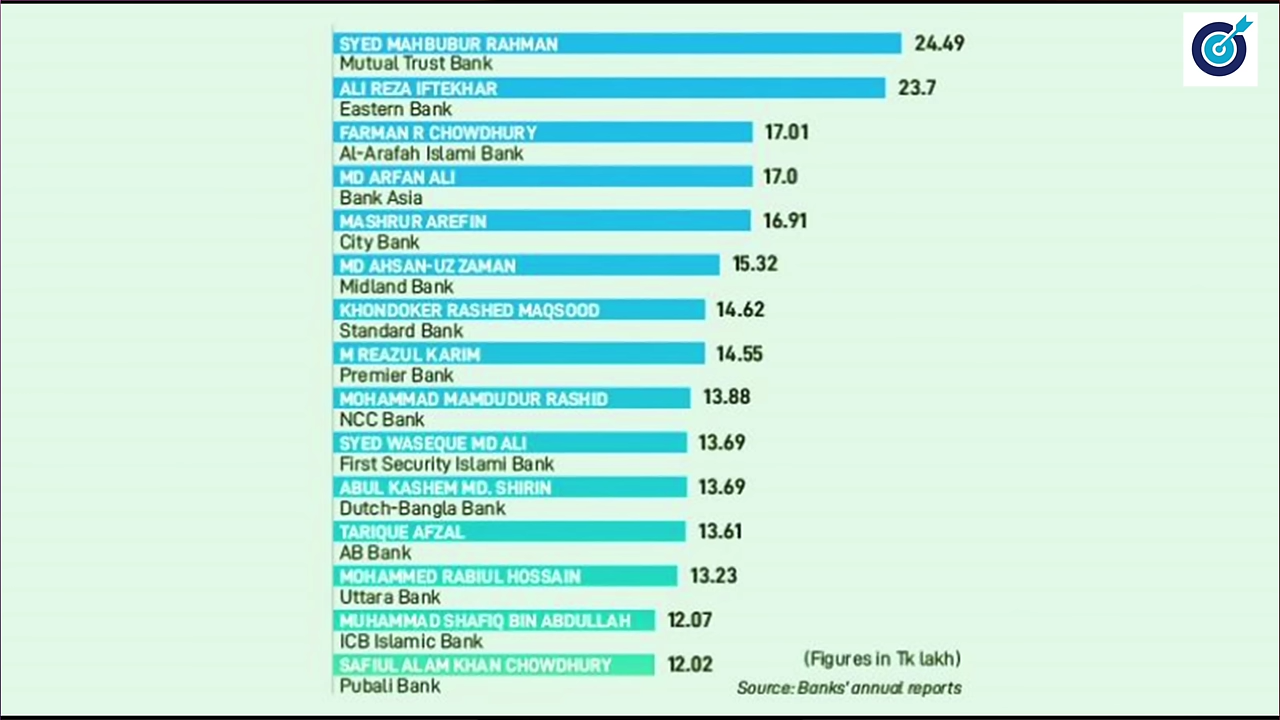 SYED MAHBUBUR RAHMAN 24.49
Mutual Trust Bank
ALI REZA IFTEKHAR 23.7
Eastern Bank
FARMAN R CHOWDHURY 17.01
Al-Arafah Islami Bank
MD ARFAN ALI 17.0
Bank Asia
MASHRUR AREFIN 16.91
City Bank
MD AHSAN-UZ ZAMAN 15.32
Midland Bank
KHONDOKER RASHED MAQSOOD 14.62
Standard Bank
M REAZUL KARIM 14.55
Premier Bank
MOHAMMAD MAMDUDUR RASHID 13.88
NCC Bank
SYED WASEQUE MD ALI 13.69
First Security Islami Bank
ABUL KASHEM MD. SHIRIN 13.69
Dutch-Bangla Bank
TARIQUE AFZAL 13.61
AB Bank
MOHAMMED RABIUL HOSSAIN 13.23
Uttara Bank
MUHAMMAD SHAFIQ BIN ABDULLAH 12.07
ICB Islamic Bank
SAFIUL ALAM KHAN CHOWDHURY 12.02
Pubali Bank
(Figures in Tk lakh)
Source: Banks' annual reports